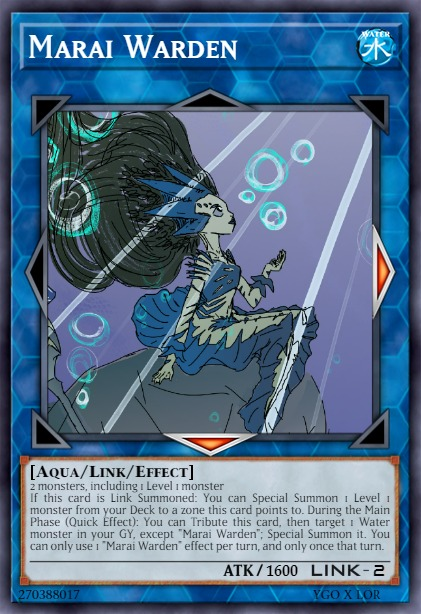 Marai Warden
WATER
水
[Aqua/Link/Effect]
2 monsters, including 1 Level 1 monster
If this card is Link Summoned: You can Special Summon 1 Level 1
monster from your Deck to a zone this card points to. During the Main
Phase (Quick Effect): You can Tribute this card, then target 1 Water
monster in your GY, except "Marai Warden"; Special Summon it. You
can only use 1 "Marai Warden" effect per turn, and only once that turn.
ATK / 1600 LINK-2
270388017 YGO X LOR